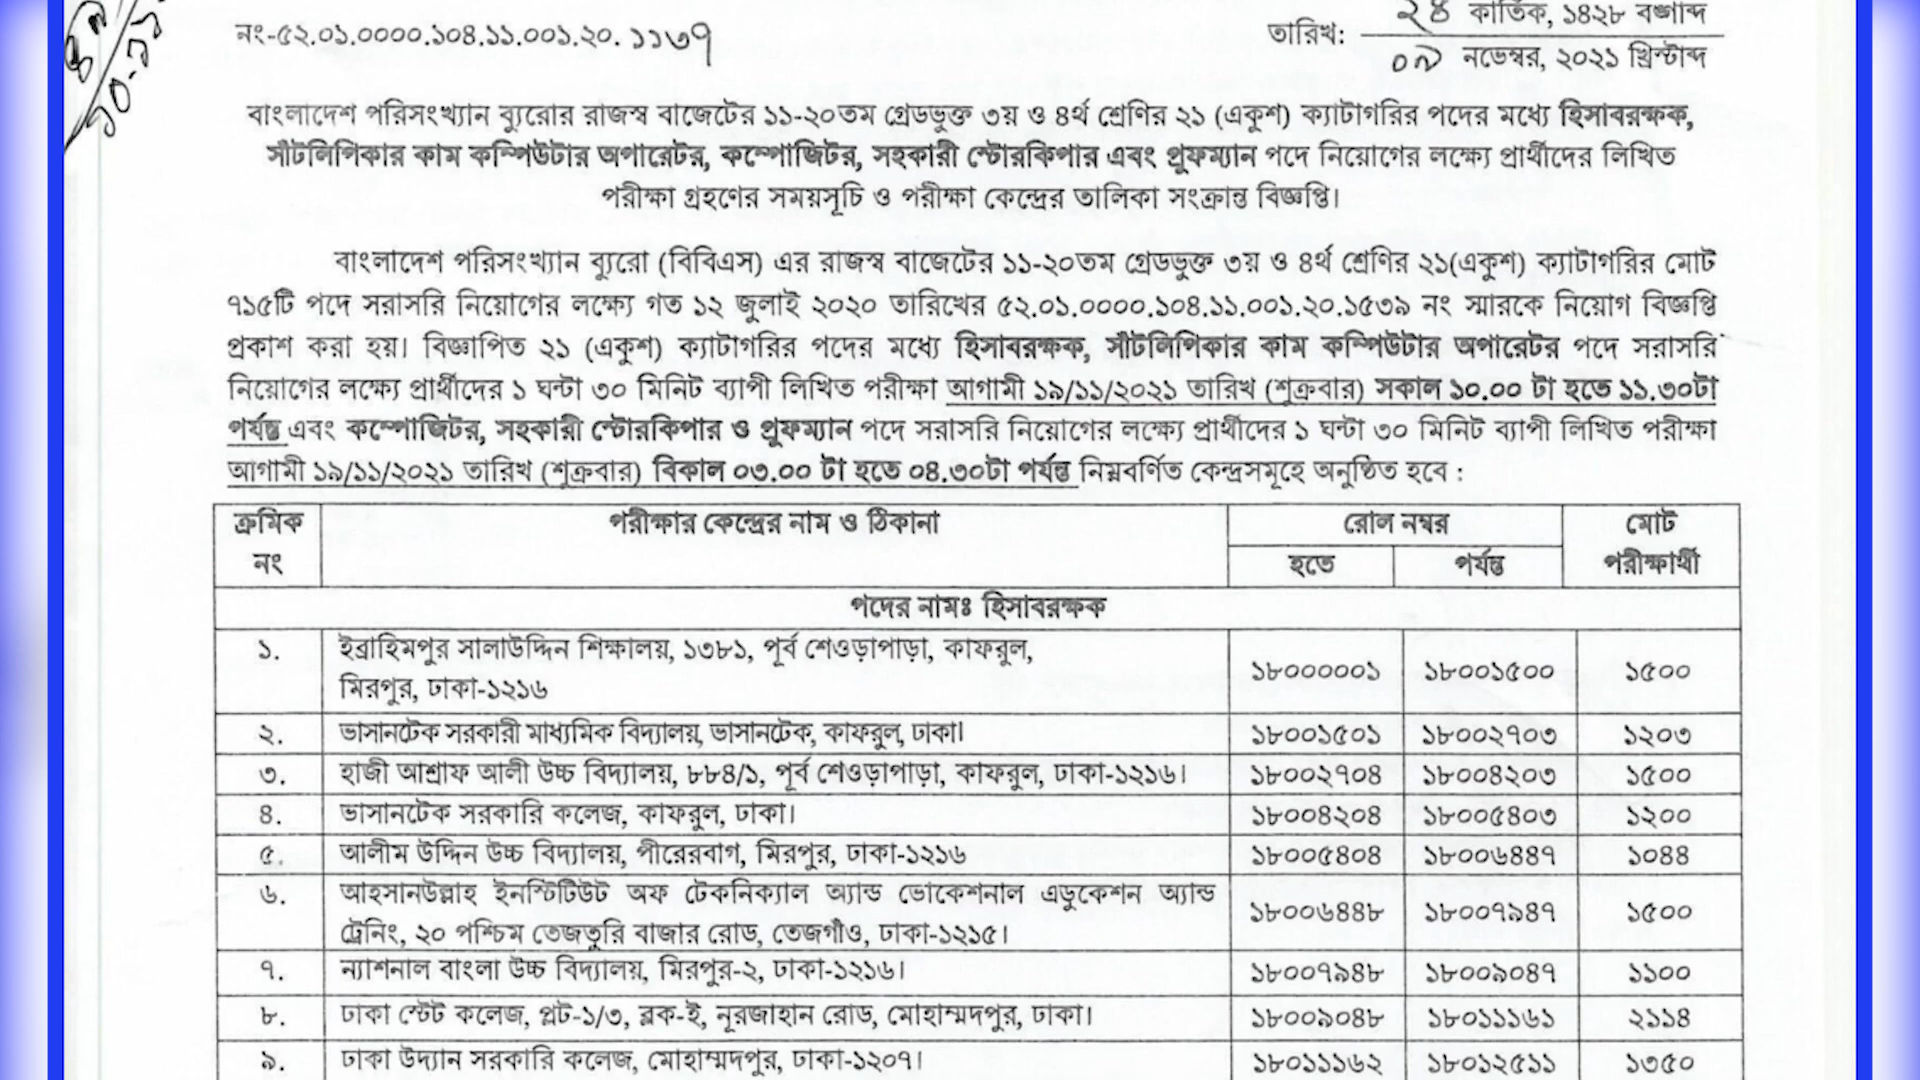 নং-৫২.০১.০০০০.১০৪.১১.০০১.২০. ১১৩৭
তারিখ: ২৪ কার্তিক, ১৪২৮ বঙ্গাব্দ
০৯ নভেম্বর, ২০২১ খ্রিস্টাব্দ
বাংলাদেশ পরিসংখ্যান ব্যুরোর রাজস্ব বাজেটের ১১-২০তম গ্রেডভুক্ত ৩য় ও ৪র্থ শ্রেণির ২১ (একুশ) ক্যাটাগরির পদের মধ্যে হিসাবরক্ষক,
সাঁটলিপিকার কাম কম্পিউটার অপারেটর, কম্পোজিটর, সহকারী স্টোরকিপার এবং প্রুফম্যান পদে নিয়োগের লক্ষ্যে প্রার্থীদের লিখিত
পরীক্ষা গ্রহণের সময়সূচি ও পরীক্ষা কেন্দ্রের তালিকা সংক্রান্ত বিজ্ঞপ্তি।
বাংলাদেশ পরিসংখ্যান ব্যুরো (বিবিএস) এর রাজস্ব বাজেটের ১১-২০তম গ্রেডভুক্ত ৩য় ও ৪র্থ শ্রেণির ২১(একুশ) ক্যাটাগরির মোট
৭১৫টি পদে সরাসরি নিয়োগের লক্ষ্যে গত ১২ জুলাই ২০২০ তারিখের ৫২.০১.০০০০.১০৪.১১.০০১.২০.১৫৩৯ নং স্মারকে নিয়োগ বিজ্ঞপ্তি
প্রকাশ করা হয়। বিজ্ঞাপিত ২১ (একুশ) ক্যাটাগরির পদের মধ্যে হিসাবরক্ষক, সাঁটলিপিকার কাম কম্পিউটার অপারেটর পদে সরাসরি
নিয়োগের লক্ষ্যে প্রার্থীদের ১ ঘন্টা ৩০ মিনিট ব্যাপী লিখিত পরীক্ষা আগামী ১৯/১১/২০২১ তারিখ (শুক্রবার) সকাল ১০.০০ টা হতে ১১.৩০টা
পর্যন্ত এবং কম্পোজিটর, সহকারী স্টোরকিপার ও প্রুফম্যান পদে সরাসরি নিয়োগের লক্ষ্যে প্রার্থীদের ১ ঘন্টা ৩০ মিনিট ব্যাপী লিখিত পরীক্ষা
আগামী ১৯/১১/২০২১ তারিখ (শুক্রবার) বিকাল ০৩.০০ টা হতে ০৪.৩০টা পর্যন্ত নিম্নবর্ণিত কেন্দ্রসমূহে অনুষ্ঠিত হবে :
ক্রমিক নং পরীক্ষার কেন্দ্রের নাম ও ঠিকানা রোল নম্বর মোট পরীক্ষার্থী
হতে পর্যন্ত
পদের নামঃ হিসাবরক্ষক
১. ইব্রাহিমপুর সালাউদ্দিন শিক্ষালয়, ১৩৮১, পূর্ব শেওড়াপাড়া, কাফরুল,
মিরপুর, ঢাকা-১২১৬ ১৮০০০০০১ ১৮০০১৫০০ ১৫০০
২. ভাসানটেক সরকারী মাধ্যমিক বিদ্যালয়, ভাসানটেক, কাফরুল, ঢাকা। ১৮০০১৫০১ ১৮০০২৭০৩ ১২০৩
৩. হাজী আশ্রাফ আলী উচ্চ বিদ্যালয়, ৮৮৪/১, পূর্ব শেওড়াপাড়া, কাফরুল, ঢাকা-১২১৬। ১৮০০২৭০৪ ১৮০০৪২০৩ ১৫০০
৪. ভাসানটেক সরকারি কলেজ, কাফরুল, ঢাকা। ১৮০০৪২০৪ ১৮০০৫৪০৩ ১২০০
৫. আলীম উদ্দিন উচ্চ বিদ্যালয়, পীরেরবাগ, মিরপুর, ঢাকা-১২১৬ ১৮০০৫৪০৪ ১৮০০৬৪৪৭ ১০৪৪
৬. আহসানউল্লাহ ইনস্টিটিউট অফ টেকনিক্যাল অ্যান্ড ভোকেশনাল এডুকেশন অ্যান্ড
ট্রেনিং, ২০ পশ্চিম তেজতুরি বাজার রোড, তেজগাঁও, ঢাকা-১২১৫। ১৮০০৬৪৪৮ ১৮০০৭৯৪৭ ১৫০০
৭. ন্যাশনাল বাংলা উচ্চ বিদ্যালয়, মিরপুর-২, ঢাকা-১২১৬। ১৮০০৭৯৪৮ ১৮০০৯০৪৭ ১১০০
৮. ঢাকা স্টেট কলেজ, প্লট-১/৩, ব্লক-ই, নূরজাহান রোড, মোহাম্মদপুর, ঢাকা। ১৮০০৯০৪৮ ১৮০১১১৬১ ২১১৪
৯. ঢাকা উদ্যান সরকারি কলেজ, মোহাম্মদপুর, ঢাকা-১২০৭। ১৮০১১১৬২ ১৮০১২৫১১ ১৩৫০